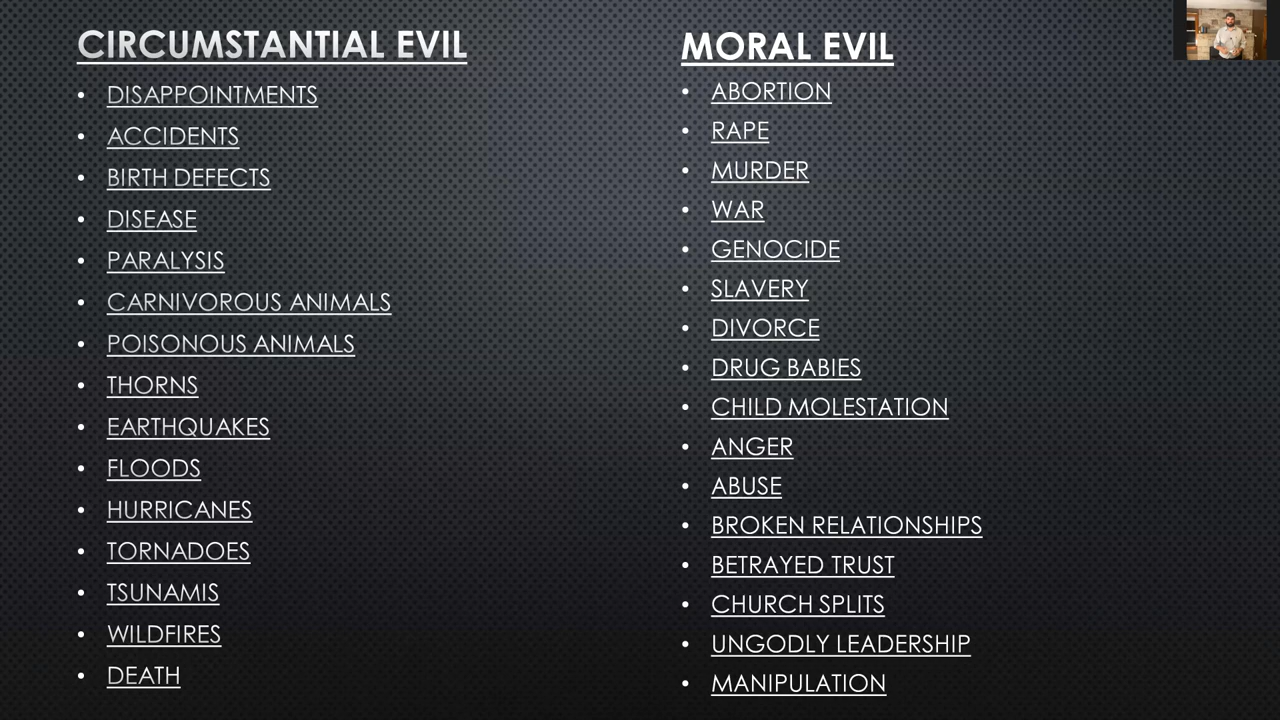 CIRCUMSTANTIAL EVIL
• DISAPPOINTMENTS
• ACCIDENTS
• BIRTH DEFECTS
• DISEASE
• PARALYSIS
• CARNIVOROUS ANIMALS
• POISONOUS ANIMALS
• THORNS
• EARTHQUAKES
• FLOODS
• HURRICANES
• TORNADOES
• TSUNAMIS
• WILDFIRES
• DEATH
MORAL EVIL
• ABORTION
• RAPE
• MURDER
• WAR
• GENOCIDE
• SLAVERY
• DIVORCE
• DRUG BABIES
• CHILD MOLESTATION
• ANGER
• ABUSE
• BROKEN RELATIONSHIPS
• BETRAYED TRUST
• CHURCH SPLITS
• UNGODLY LEADERSHIP
• MANIPULATION